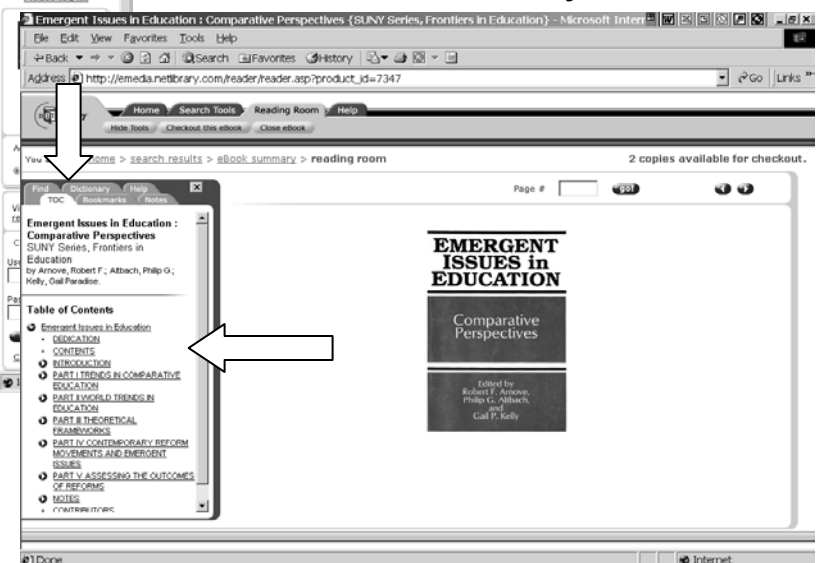 Emergent Issues in Education : Comparative Perspectives {SUNY Series, Frontiers in Education} - Microsoft Intern
File Edit View Favorites Tools Help
Back Search Favorites History
Address http://emedia.netlibrary.com/reader/reader.asp?product_id=7347 Go Links »
Home Search Tools Reading Room Help
Hide Tools Checkout this eBook Close eBook
You home > search results > eBook summary > reading room 2 copies available for checkout.
Find Dictionary Help
TOC Bookmarks Notes
Page # go!
Emergent Issues in Education :
Comparative Perspectives
SUNY Series, Frontiers in
Education
by Arnove, Robert F.; Altbach, Philip G.;
Kelly, Gail Paradise.
Table of Contents
Emergent Issues in Education
DEDICATION
CONTENTS
INTRODUCTION
PART I TRENDS IN COMPARATIVE
EDUCATION
PART II WORLD TRENDS IN
EDUCATION
PART III THEORETICAL
FRAMEWORKS
PART IV CONTEMPORARY REFORM
MOVEMENTS AND EMERGENT
ISSUES
PART V ASSESSING THE OUTCOMES
OF REFORMS
NOTES
CONTRIBUTORS
EMERGENT
ISSUES in
EDUCATION
Comparative
Perspectives
Edited by
Robert F. Arnove,
Philip G. Altbach,
and
Gail P. Kelly
Done Internet